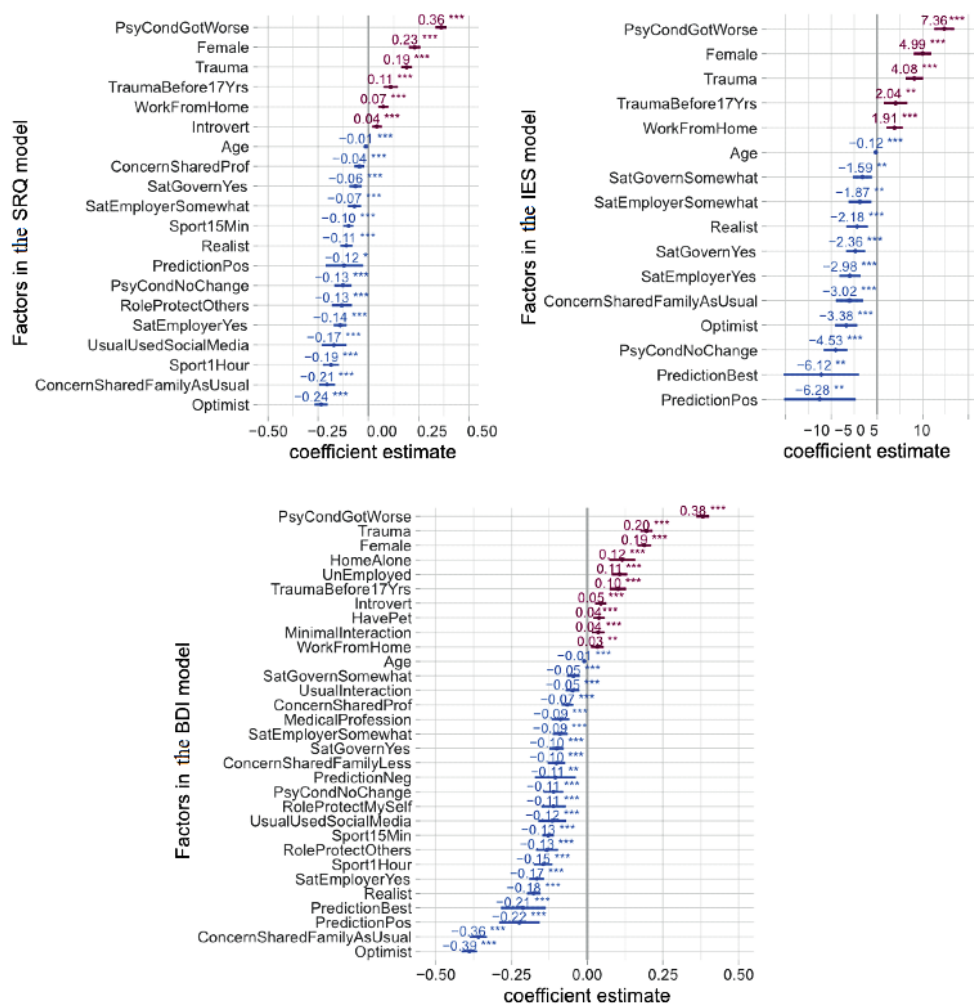 Factors in the SRQ model
PsyCondGotWorse 0.36 ***
Female 0.23 ***
Trauma 0.19 ***
TraumaBefore17Yrs 0.11 ***
WorkFromHome 0.07 ***
Introvert 0.04 ***
Age −0.01 ***
ConcernSharedProf −0.04 ***
SatGovernYes −0.06 ***
SatEmployerSomewhat −0.07 ***
Sport15Min −0.10 ***
Realist −0.11 ***
PredictionPos −0.12 *
PsyCondNoChange −0.13 ***
RoleProtectOthers −0.13 ***
SatEmployerYes −0.14 ***
UsualUsedSocialMedia −0.17 ***
Sport1Hour −0.19 ***
ConcernSharedFamilyAsUsual −0.21 ***
Optimist −0.24 ***
−0.50 −0.25 0.00 0.25 0.50
coefficient estimate
Factors in the IES model
PsyCondGotWorse 7.36 ***
Female 4.99 ***
Trauma 4.08 ***
TraumaBefore17Yrs 2.04 **
WorkFromHome 1.91 ***
Age −0.12 ***
SatGovernSomewhat −1.59 **
SatEmployerSomewhat −1.87 **
Realist −2.18 ***
SatGovernYes −2.36 ***
SatEmployerYes −2.98 ***
ConcernSharedFamilyAsUsual −3.02 ***
Optimist −3.38 ***
PsyCondNoChange −4.53 ***
PredictionBest −6.12 **
PredictionPos −6.28 **
−10 −5 0 5 10
coefficient estimate
Factors in the BDI model
PsyCondGotWorse 0.38 ***
Trauma 0.20 ***
Female 0.19 ***
HomeAlone 0.12 ***
UnEmployed 0.11 ***
TraumaBefore17Yrs 0.10 ***
Introvert 0.05 ***
HavePet 0.04 ***
MinimalInteraction 0.04 ***
WorkFromHome 0.03 **
Age −0.01 ***
SatGovernSomewhat −0.05 ***
UsualInteraction −0.05 ***
ConcernSharedProf −0.07 ***
MedicalProfession −0.09 ***
SatEmployerSomewhat −0.09 ***
SatGovernYes −0.10 ***
ConcernSharedFamilyLess −0.10 ***
PredictionNeg −0.11 **
PsyCondNoChange −0.11 ***
RoleProtectMySelf −0.11 ***
UsualUsedSocialMedia −0.12 ***
Sport15Min −0.13 ***
RoleProtectOthers −0.13 ***
Sport1Hour −0.15 ***
SatEmployerYes −0.17 ***
Realist −0.18 ***
PredictionBest −0.21 ***
PredictionPos −0.22 ***
ConcernSharedFamilyAsUsual −0.36 ***
Optimist −0.39 ***
−0.50 −0.25 0.00 0.25 0.50
coefficient estimate